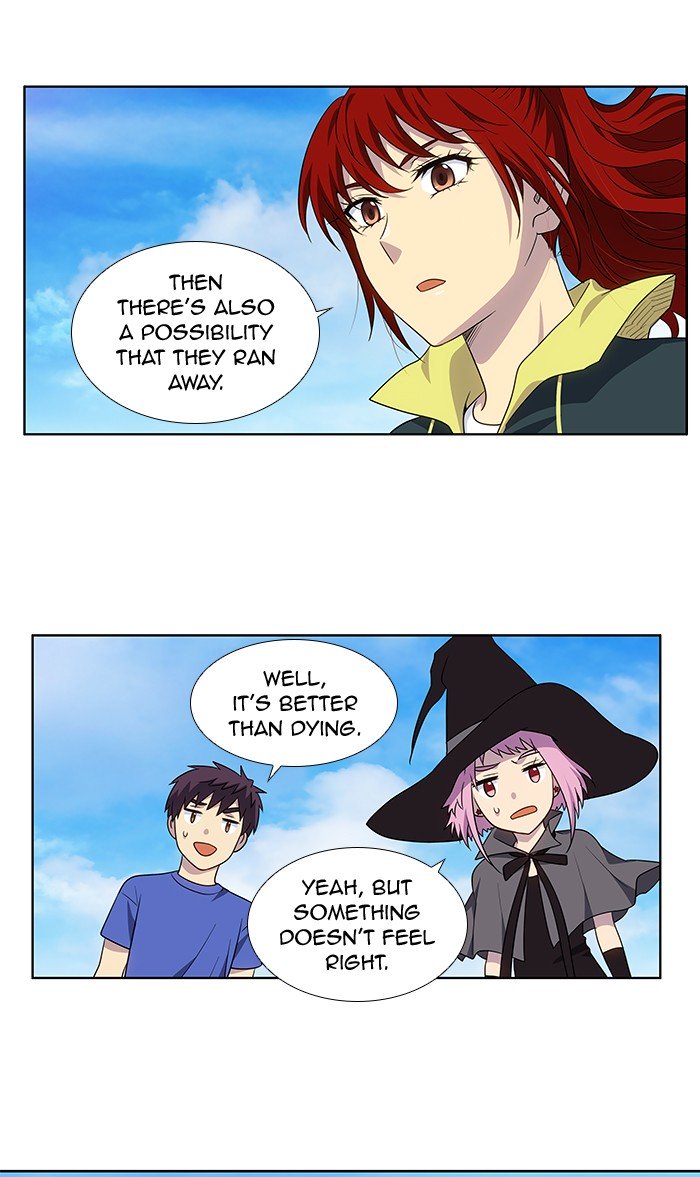 THEN
THERE'S ALSO
A POSSIBILITY
THAT THEY RAN
AWAY.
WELL,
IT'S BETTER
THAN DYING.
YEAH, BUT
SOMETHING
DOESN'T FEEL
RIGHT.